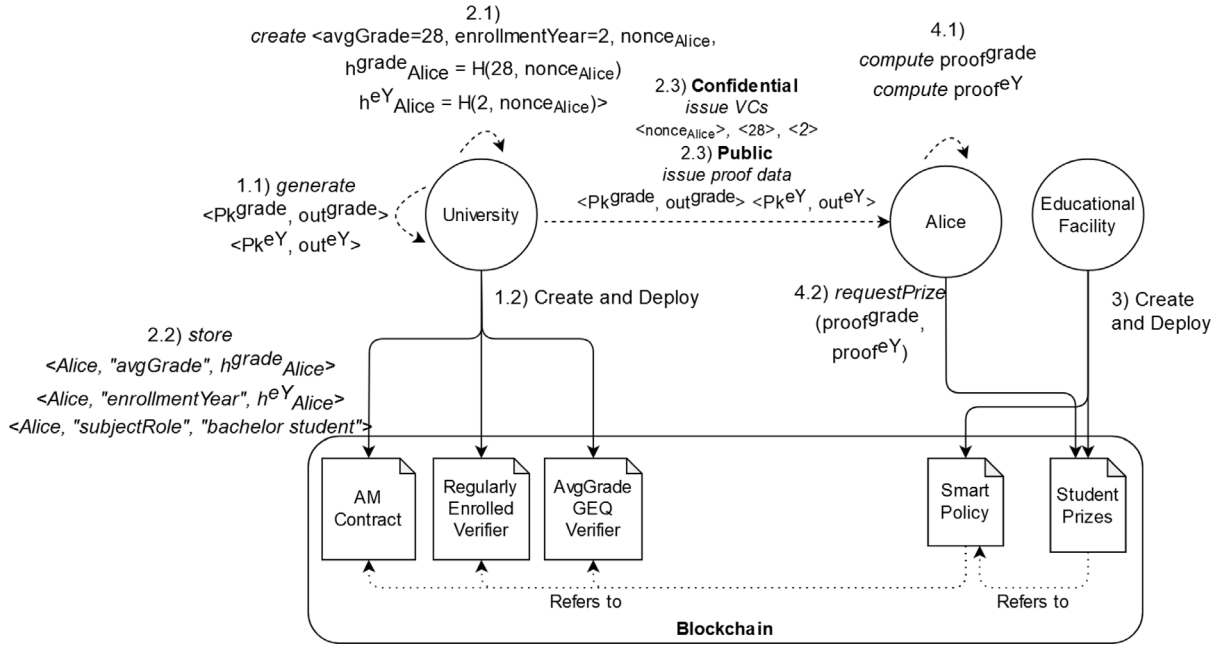 2.1)
create <avgGrade=28, enrollmentYear=2, nonceAlice,
hgradeAlice = H(28, nonceAlice)
heYAlice = H(2, nonceAlice)>
4.1)
compute proofgrade
compute proofeY
2.3) Confidential
issue VCs
<nonceAlice>, <28>, <2>
2.3) Public
issue proof data
<Pkgrade, outgrade> <PkeY, outeY>
1.1) generate
<Pkgrade, outgrade>
<PkeY, outeY>
University
Alice
Educational
Facility
1.2) Create and Deploy
4.2) requestPrize
(proofgrade,
proofeY)
3) Create
and Deploy
2.2) store
<Alice, "avgGrade", hgradeAlice>
<Alice, "enrollmentYear", heYAlice>
<Alice, "subjectRole", "bachelor student">
AM
Contract
Regularly
Enrolled
Verifier
AvgGrade
GEQ
Verifier
Smart
Policy
Student
Prizes
Refers to
Refers to
Blockchain